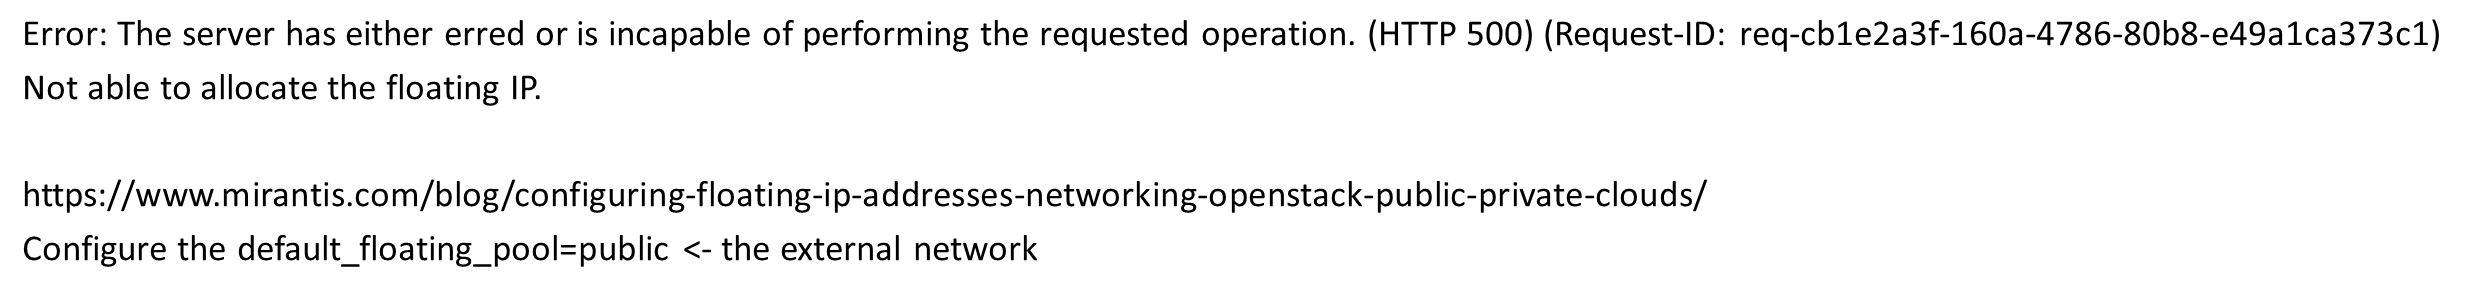 Error: The server has either erred or is incapable of performing the requested operation. (HTTP 500) (Request-ID: req-cb1e2a3f-160a-4786-80b8-e49a1ca373c1)
Not able to allocate the floating IP.
https://www.mirantis.com/blog/configuring-floating-ip-addresses-networking-openstack-public-private-clouds/
Configure the default_floating_pool=public <- the external network